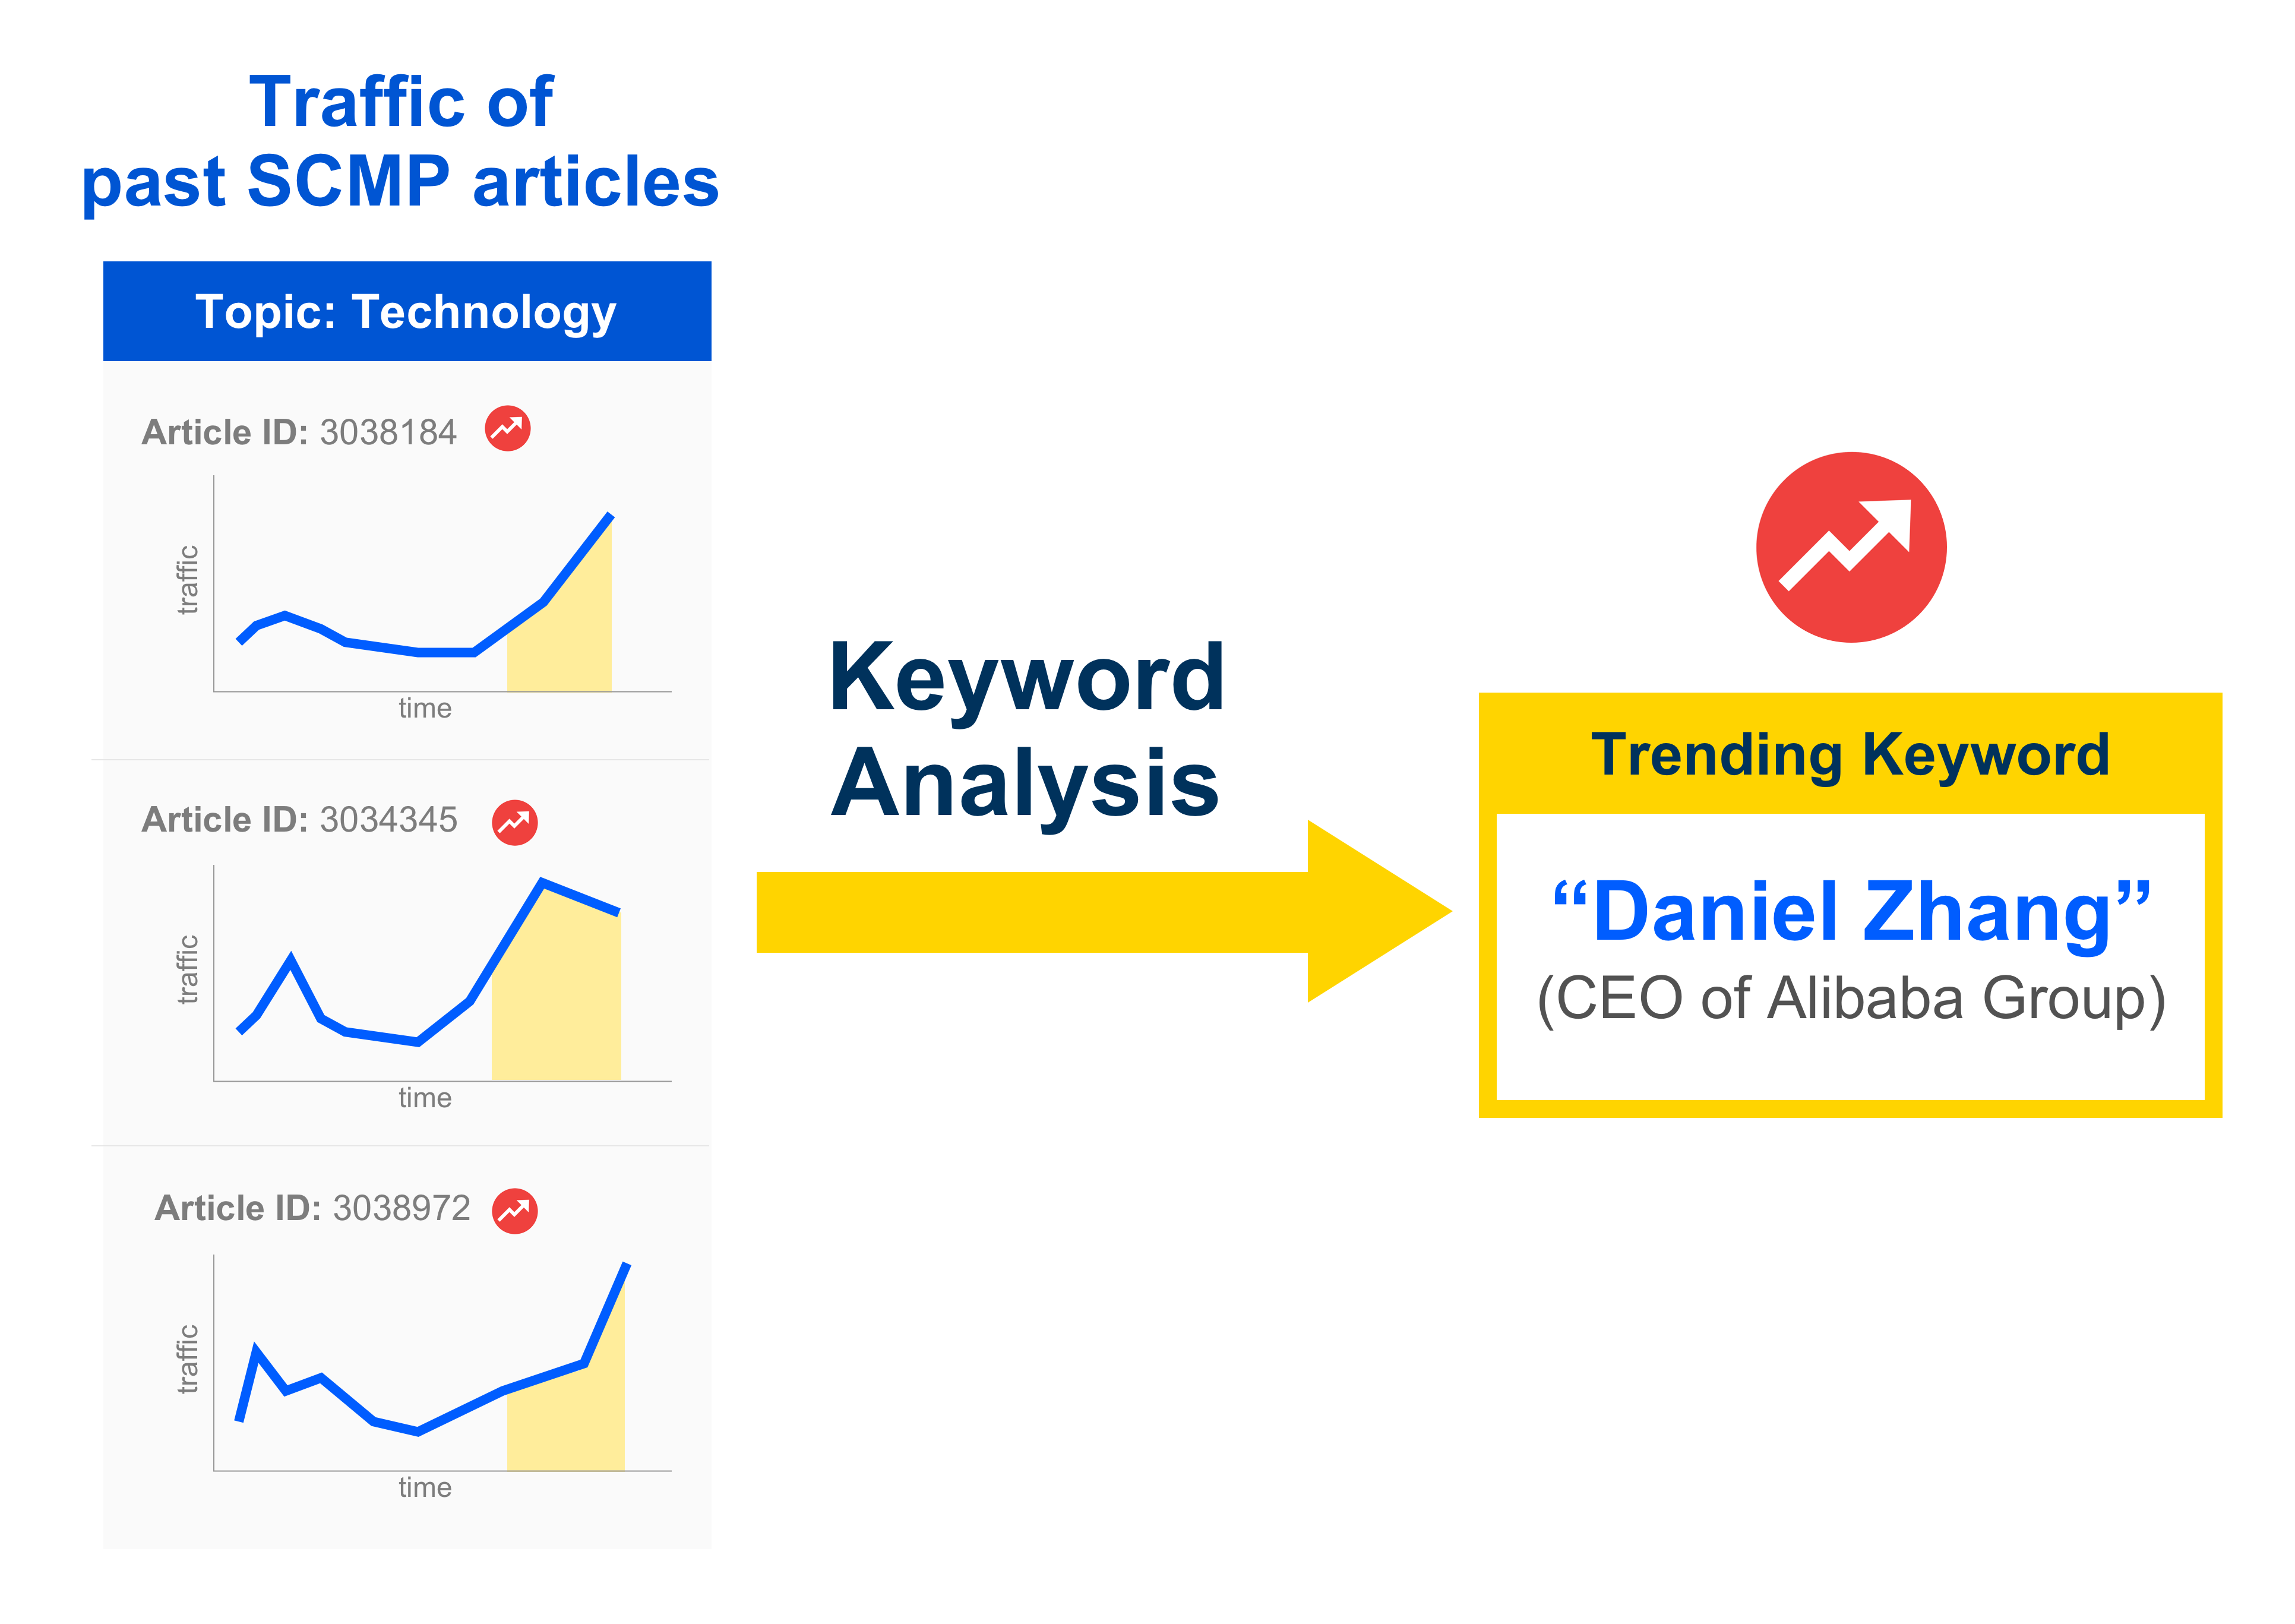 Traffic of
past SCMP articles
Topic: Technology
Article ID: 3038184
traffic
time
Article ID: 3034345
traffic
time
Article ID: 3038972
traffic
time
Keyword
Analysis
Trending Keyword
“Daniel Zhang”
(CEO of Alibaba Group)